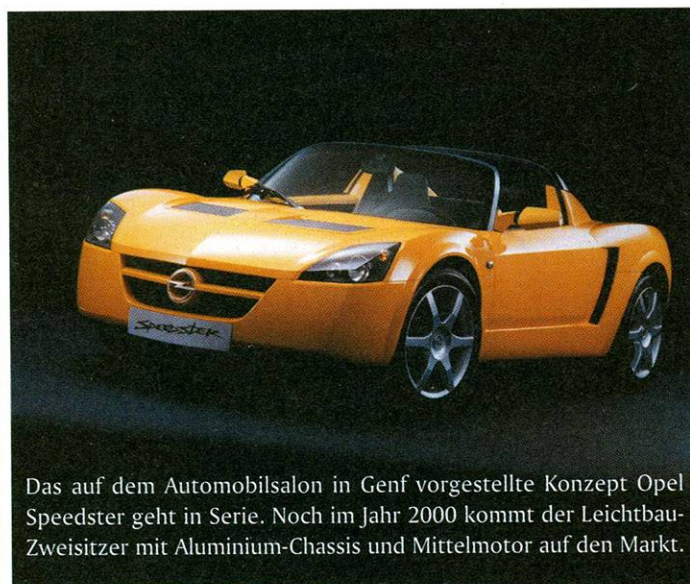 SPEEDSTER
Das auf dem Automobilsalon in Genf vorgestellte Konzept Opel
Speedster geht in Serie. Noch im Jahr 2000 kommt der Leichtbau-
Zweisitzer mit Aluminium-Chassis und Mittelmotor auf den Markt.